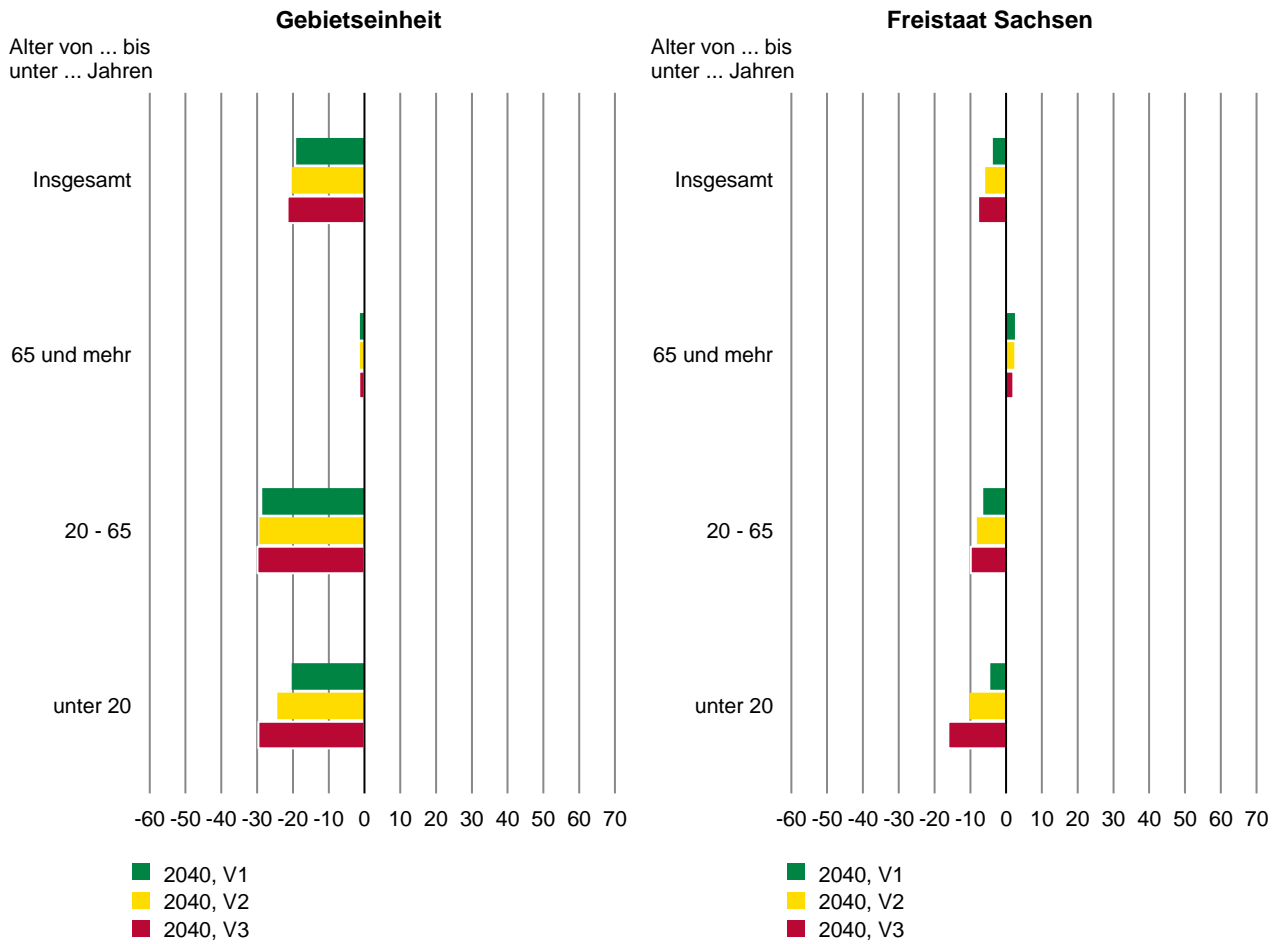 Gebietseinheit
Alter von ... bis
unter ... Jahren
Insgesamt
65 und mehr
20 - 65
unter 20
-60 -50 -40 -30 -20 -10 0 10 20 30 40 50 60 70
2040, V1
2040, V2
2040, V3
Freistaat Sachsen
Alter von ... bis
unter ... Jahren
Insgesamt
65 und mehr
20 - 65
unter 20
-60 -50 -40 -30 -20 -10 0 10 20 30 40 50 60 70
2040, V1
2040, V2
2040, V3